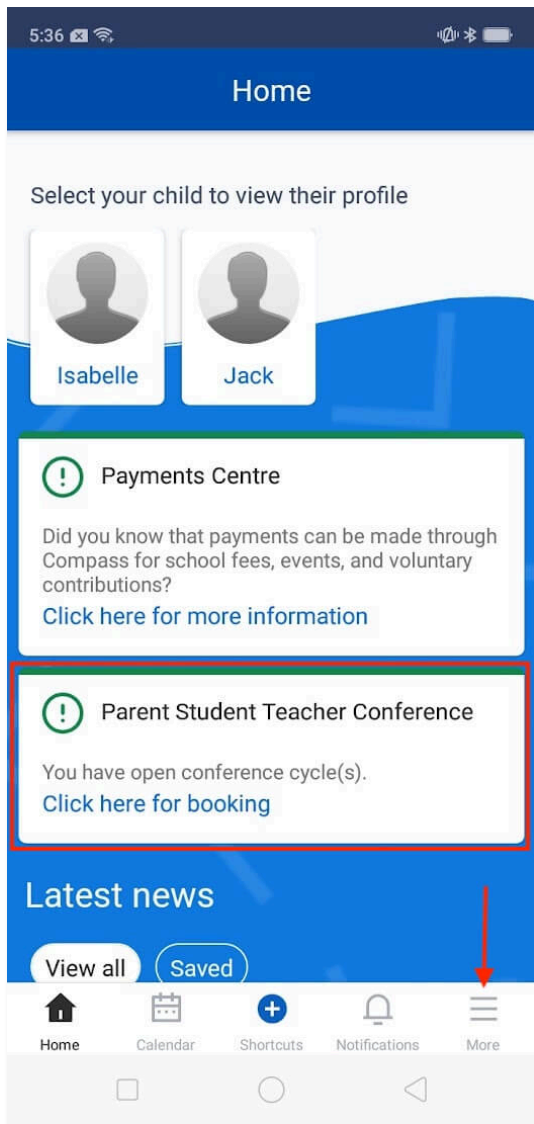 5:36
Home
Select your child to view their profile
Isabelle
Jack
Payments Centre
Did you know that payments can be made through
Compass for school fees, events, and voluntary
contributions?
Click here for more information
Parent Student Teacher Conference
You have open conference cycle(s).
Click here for booking
Latest news
View all
Saved
Home
Calendar
Shortcuts
Notifications
More